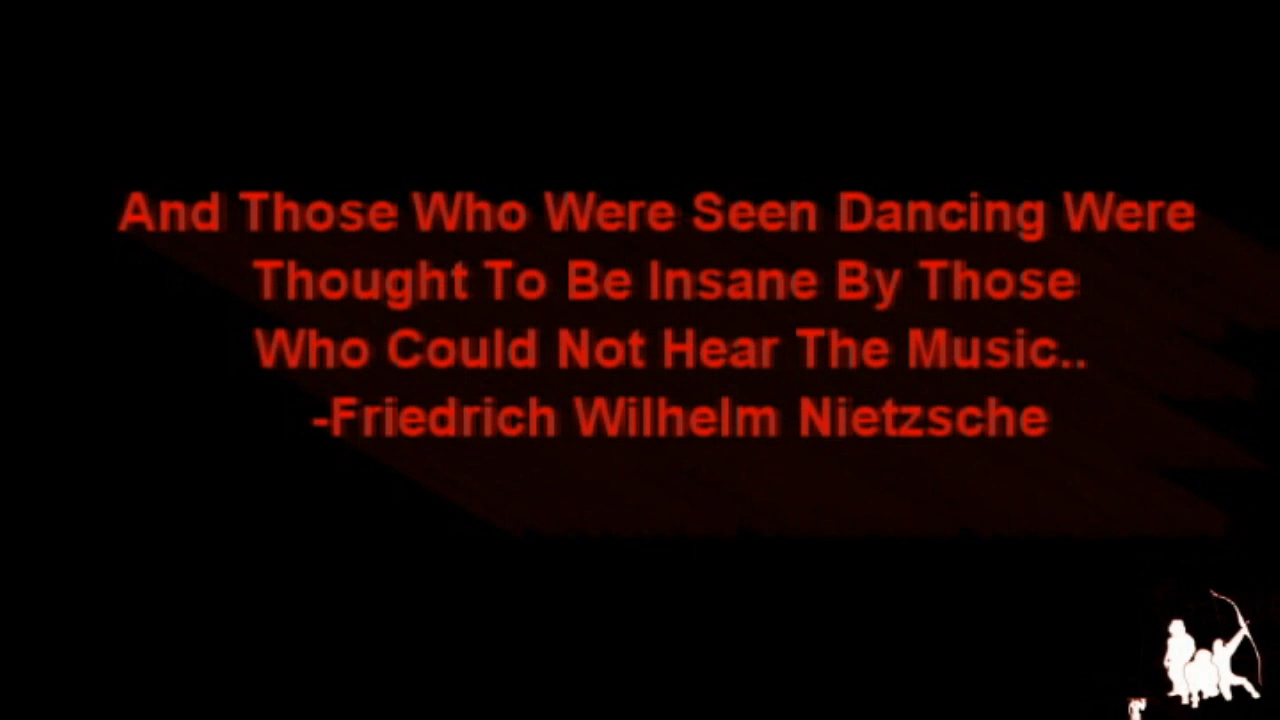 And Those Who Were Seen Dancing Were
Thought To Be Insane By Those
Who Could Not Hear The Music..
-Friedrich Wilhelm Nietzsche